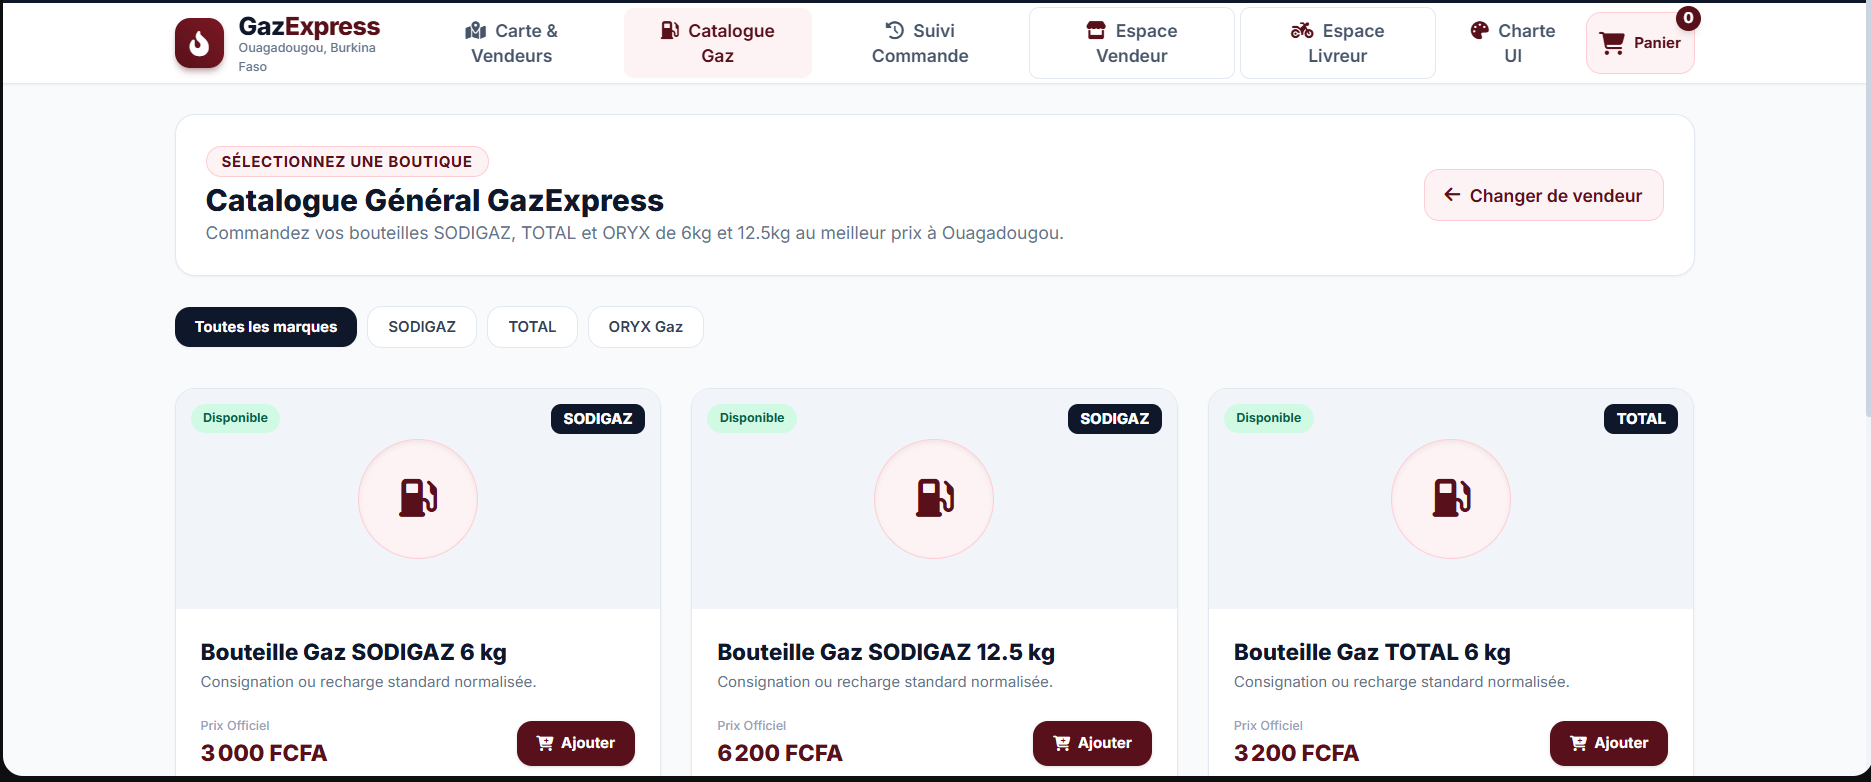 GazExpress
Ouagadougou, Burkina
Faso
Carte &
Vendeurs
Catalogue
Gaz
Suivi
Commande
Espace
Vendeur
Espace
Livreur
Charte
UI
Panier
0
SÉLECTIONNEZ UNE BOUTIQUE
Catalogue Général GazExpress
Commandez vos bouteilles SODIGAZ, TOTAL et ORYX de 6kg et 12.5kg au meilleur prix à Ouagadougou.
Changer de vendeur
Toutes les marques
SODIGAZ
TOTAL
ORYX Gaz
Disponible
SODIGAZ
Bouteille Gaz SODIGAZ 6 kg
Consignation ou recharge standard normalisée.
Prix Officiel
3 000 FCFA
Ajouter
Disponible
SODIGAZ
Bouteille Gaz SODIGAZ 12.5 kg
Consignation ou recharge standard normalisée.
Prix Officiel
6 200 FCFA
Ajouter
Disponible
TOTAL
Bouteille Gaz TOTAL 6 kg
Consignation ou recharge standard normalisée.
Prix Officiel
3 200 FCFA
Ajouter